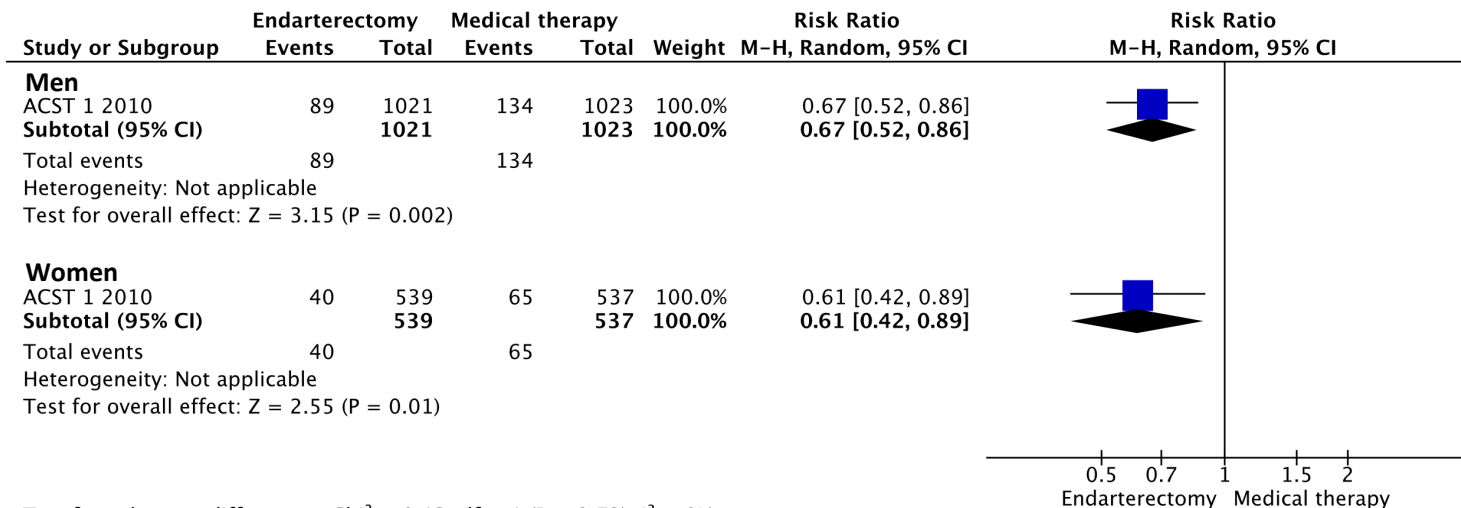 Endarterectomy Medical therapy Risk Ratio Risk Ratio
Study or Subgroup Events Total Events Total Weight M-H, Random, 95% CI M-H, Random, 95% CI
Men
ACST 1 2010 89 1021 134 1023 100.0% 0.67 [0.52, 0.86]
Subtotal (95% CI) 1021 1023 100.0% 0.67 [0.52, 0.86]
Total events 89 134
Heterogeneity: Not applicable
Test for overall effect: Z = 3.15 (P = 0.002)
Women
ACST 1 2010 40 539 65 537 100.0% 0.61 [0.42, 0.89]
Subtotal (95% CI) 539 537 100.0% 0.61 [0.42, 0.89]
Total events 40 65
Heterogeneity: Not applicable
Test for overall effect: Z = 2.55 (P = 0.01)
0.5 0.7 1 1.5 2
Endarterectomy Medical therapy